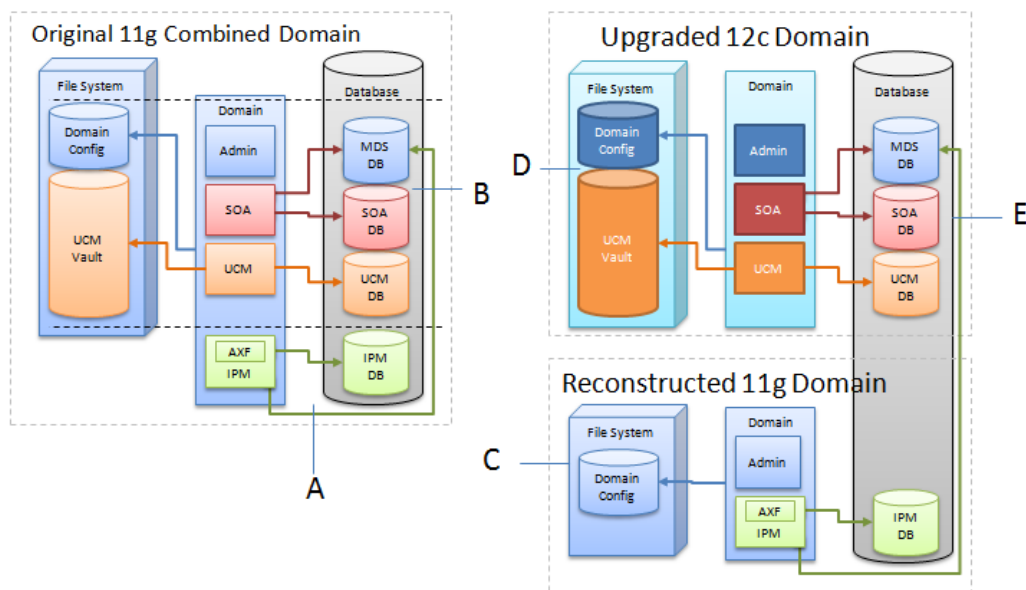 Original 11g Combined Domain
File System
Domain
Config
UCM
Vault
Domain
Admin
SOA
UCM
AXF
IPM
Database
MDS
DB
SOA
DB
UCM
DB
IPM
DB
A
B
Upgraded 12c Domain
File System
Domain
Config
UCM
Vault
Domain
Admin
SOA
UCM
Database
MDS
DB
SOA
DB
UCM
DB
D
E
Reconstructed 11g Domain
File System
Domain
Config
Domain
Admin
AXF
IPM
IPM
DB
C